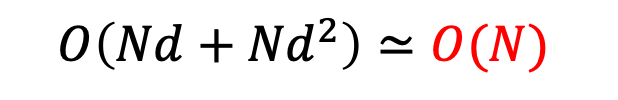 O(Nd + Nd²) ≃ O(N)